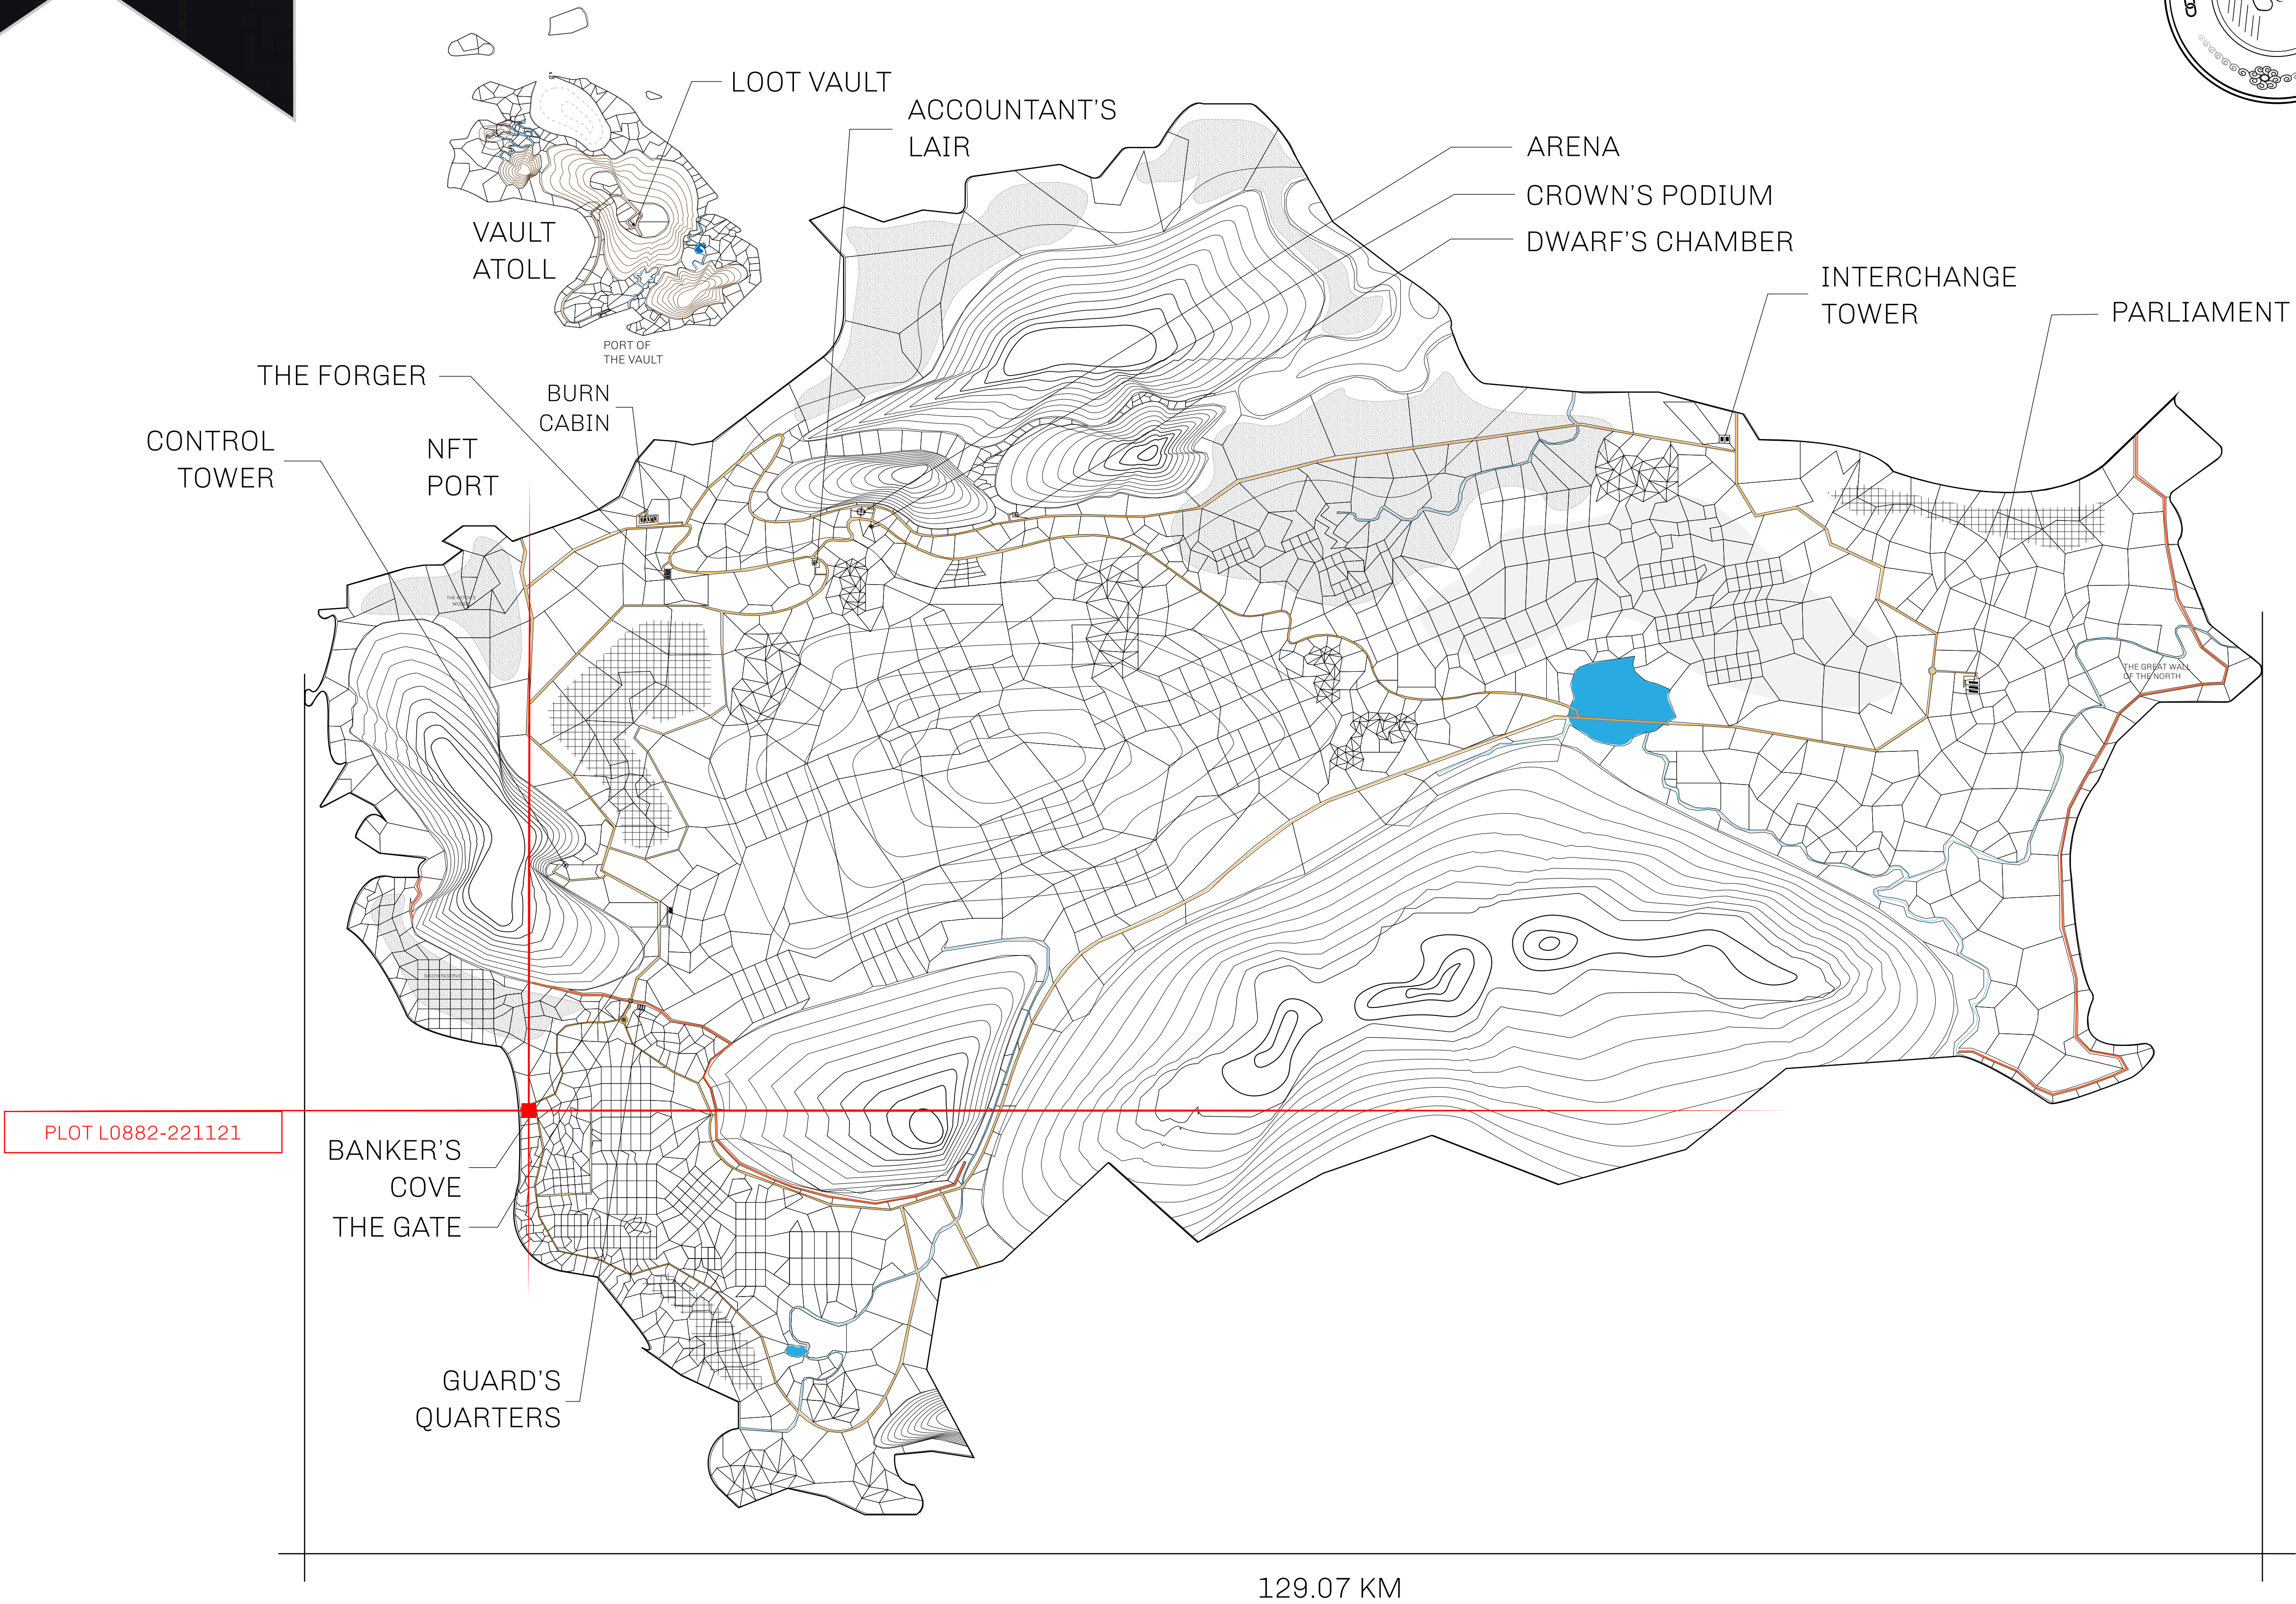 LOOT VAULT
ACCOUNTANT'S
LAIR
ARENA
CROWN'S PODIUM
DWARF'S CHAMBER
VAULT
ATOLL
INTERCHANGE
TOWER
PARLIAMENT
PORT OF
THE VAULT
THE FORGER
BURN
CABIN
CONTROL
TOWER
NFT
PORT
THE GREAT WALL
OF THE NORTH
SOUTH RESERVE
PLOT L0882-221121
BANKER'S
COVE
THE GATE
GUARD'S
QUARTERS
129.07 KM